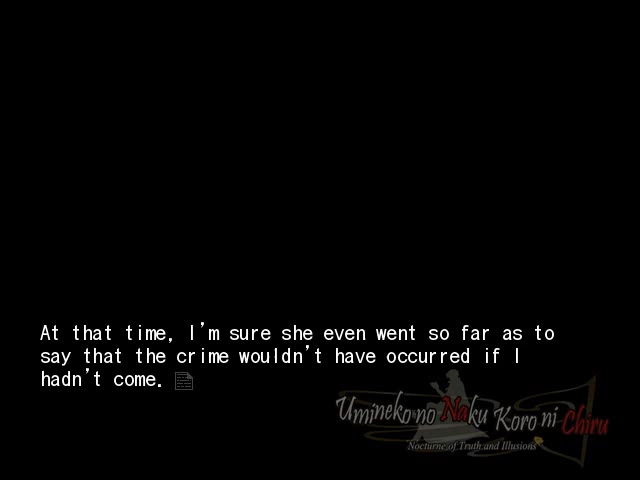 At that time, I'm sure she even went so far as to
say that the crime wouldn't have occurred if I
hadn't come.
Umineko no Naku Koro ni Chiru
Nocturne of Truth and Illusions